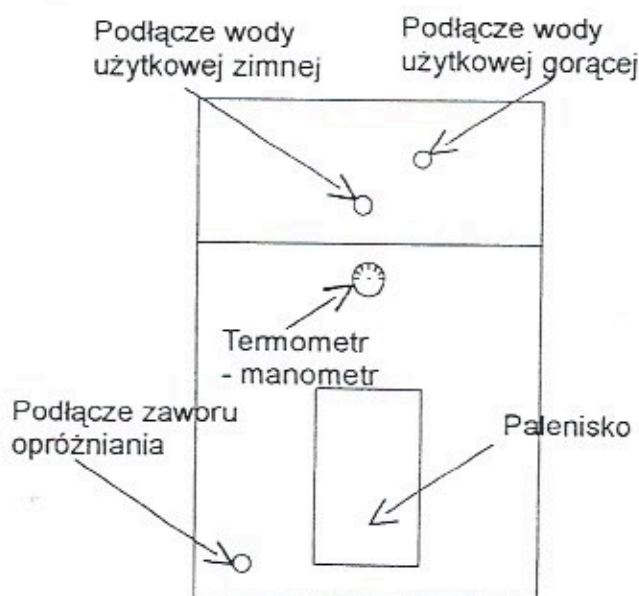 Podłącze wody
użytkowej zimnej
Podłącze wody
użytkowej gorącej
Termometr
- manometr
Podłącze zaworu
opróżniania
Palenisko